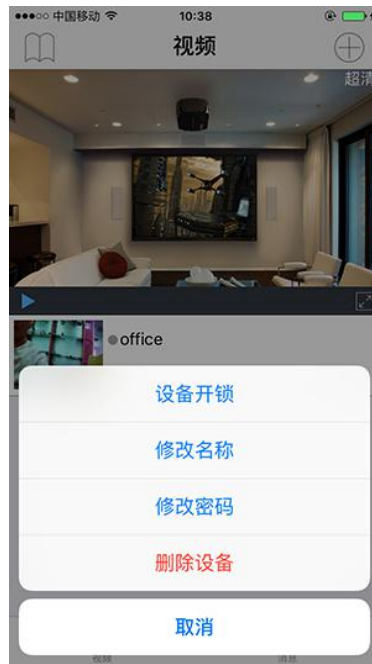 中国移动 10:38
视频
超清
office
设备开锁
修改名称
修改密码
删除设备
取消
视频 消息